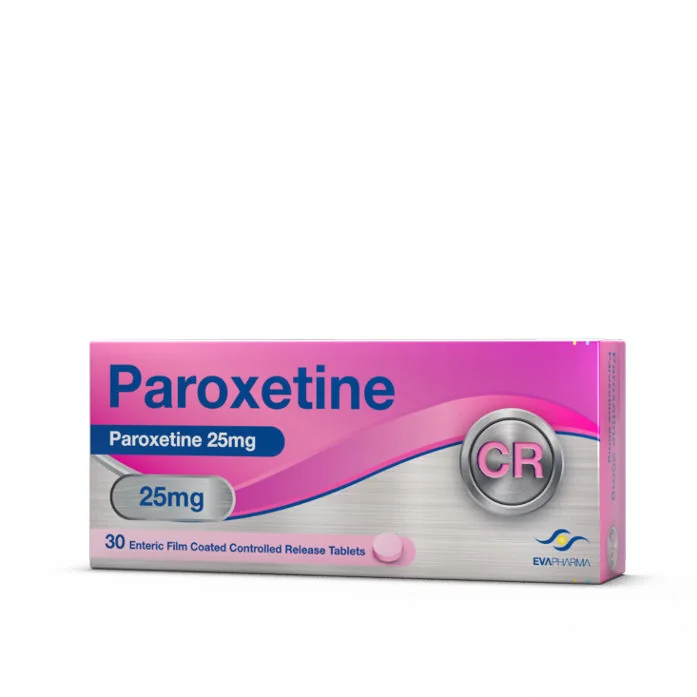 Paroxetine
Paroxetine 25mg
25mg
CR
30 Enteric Film Coated Controlled Release Tablets
EVAPHARMA